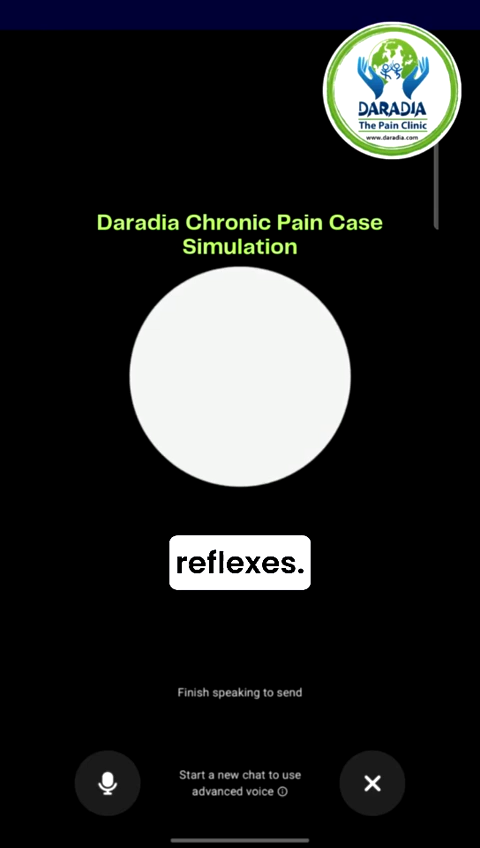 DARADIA
The Pain Clinic
www.daradia.com
Daradia Chronic Pain Case
Simulation
reflexes.
Finish speaking to send
Start a new chat to use
advanced voice